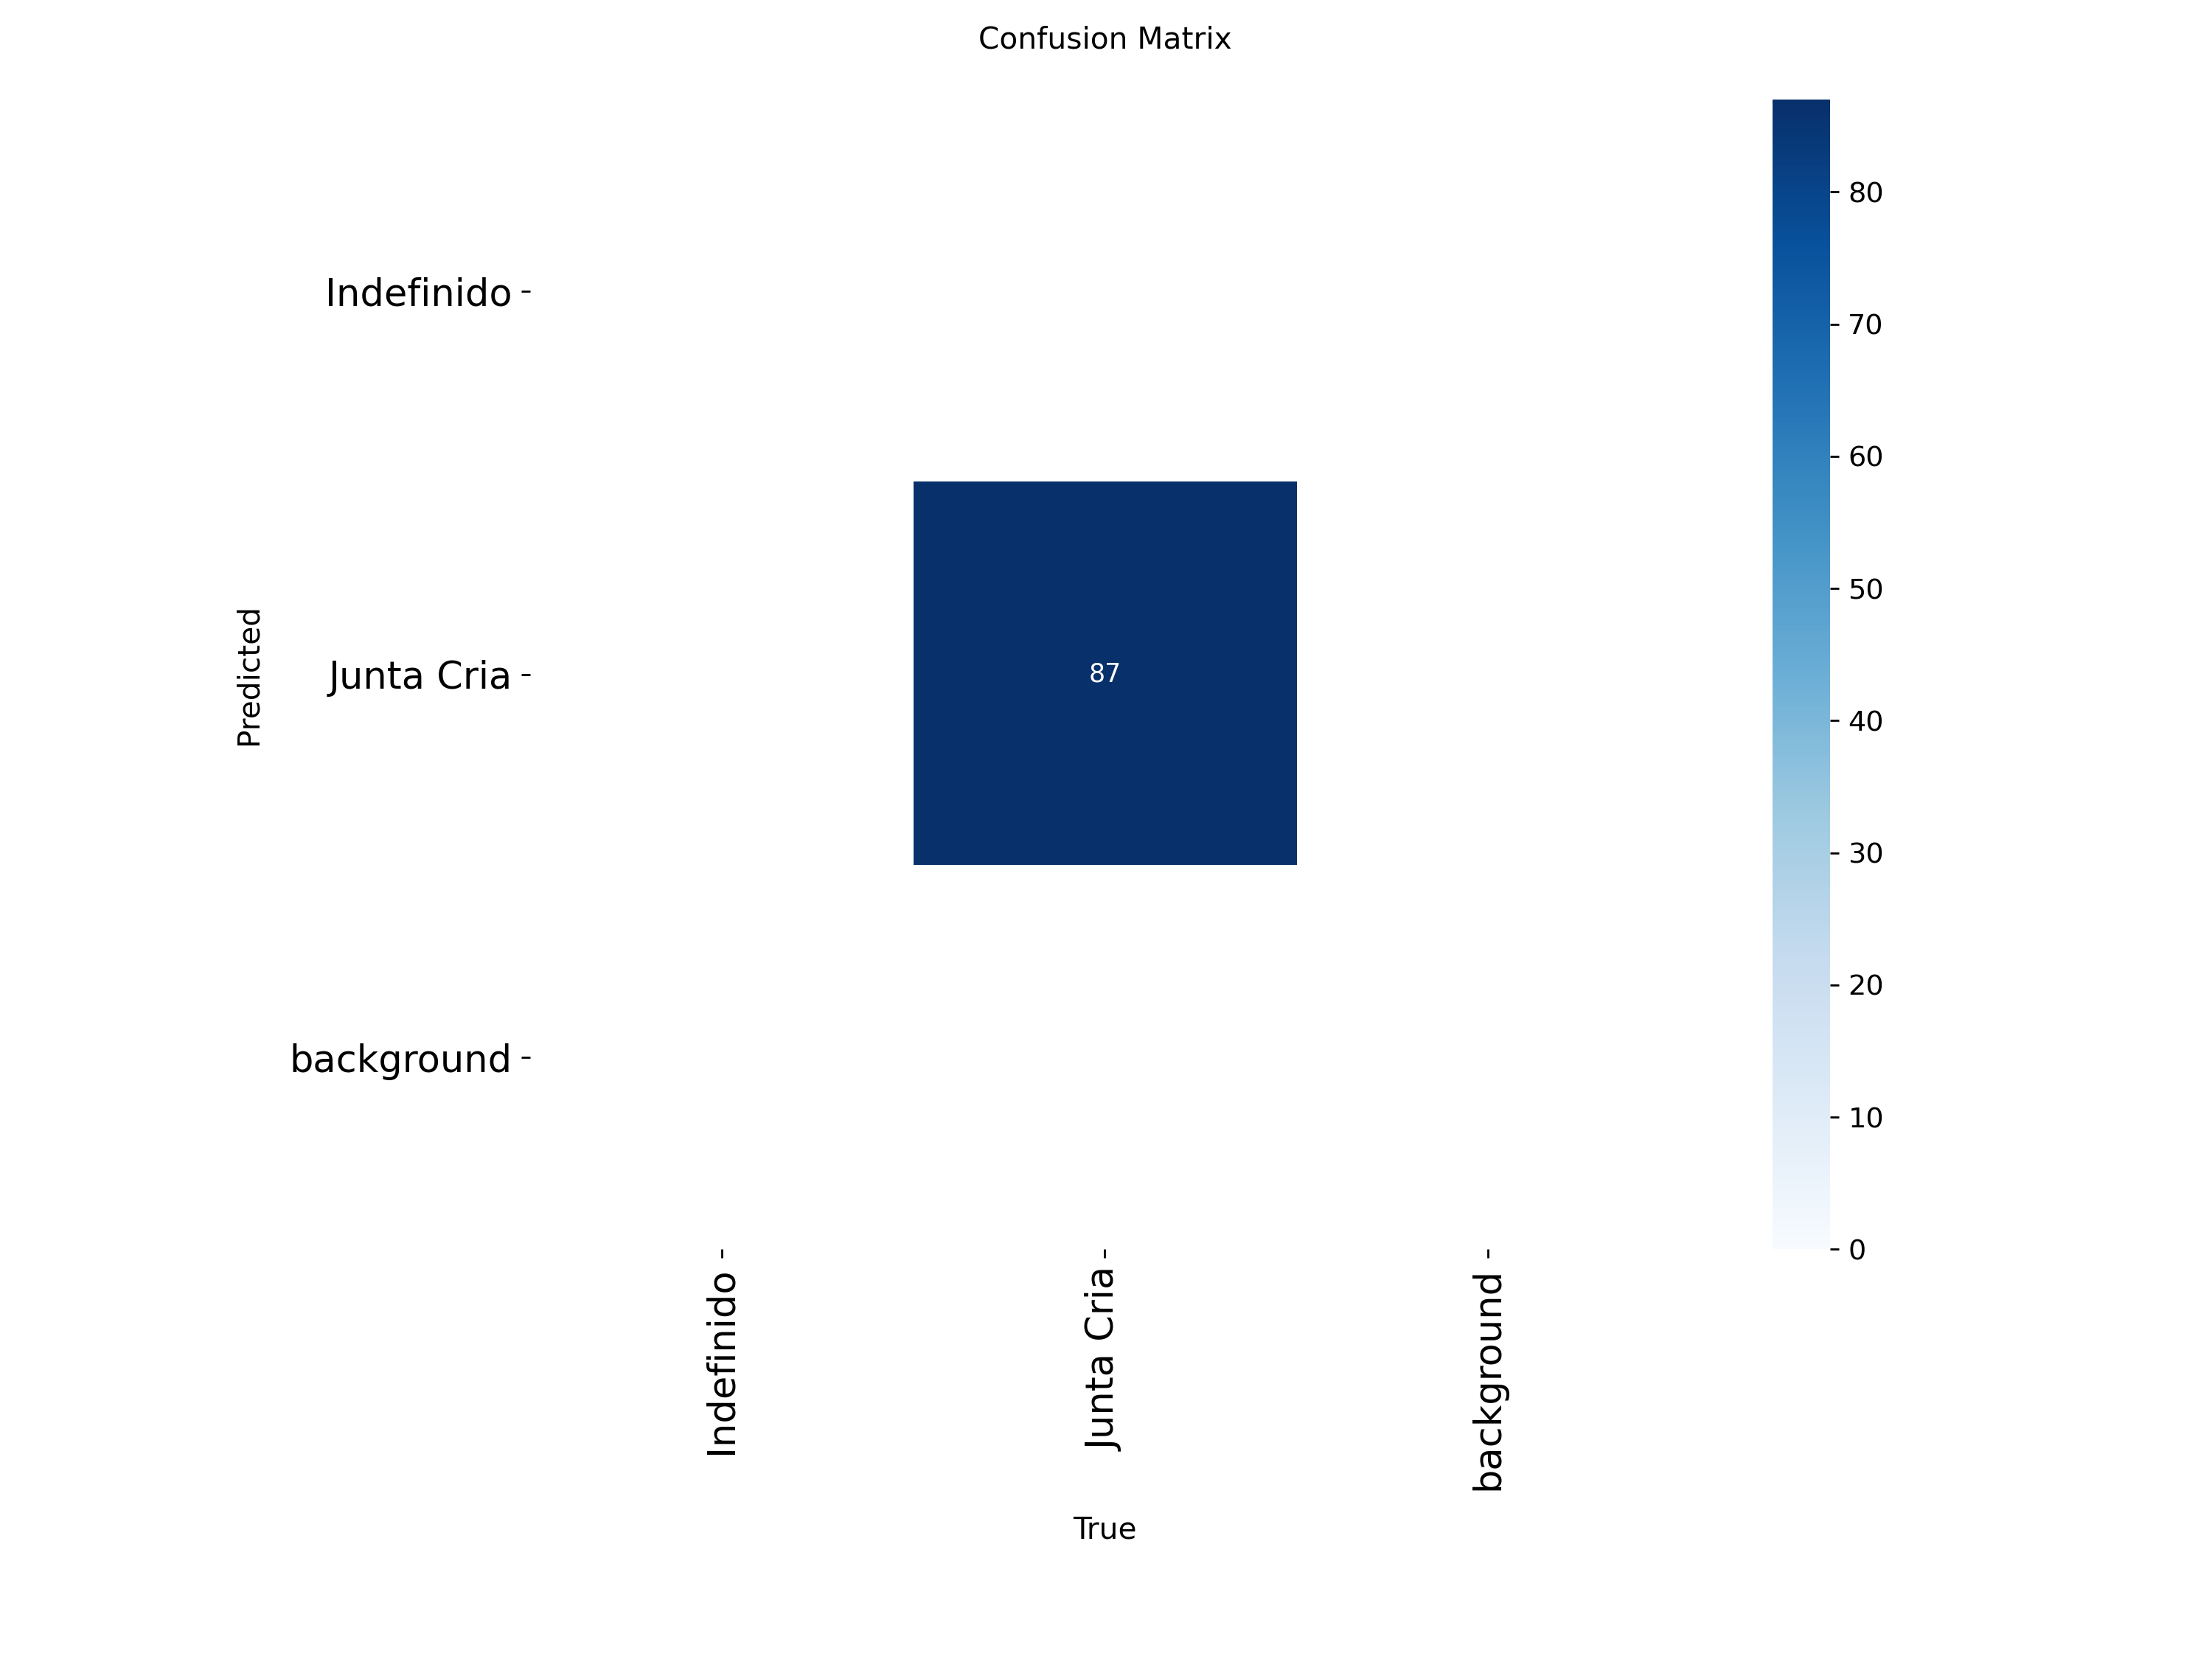 Confusion Matrix
Predicted
Indefinido
Junta Cria
background
87
Indefinido
Junta Cria
background
True
80
70
60
50
40
30
20
10
0